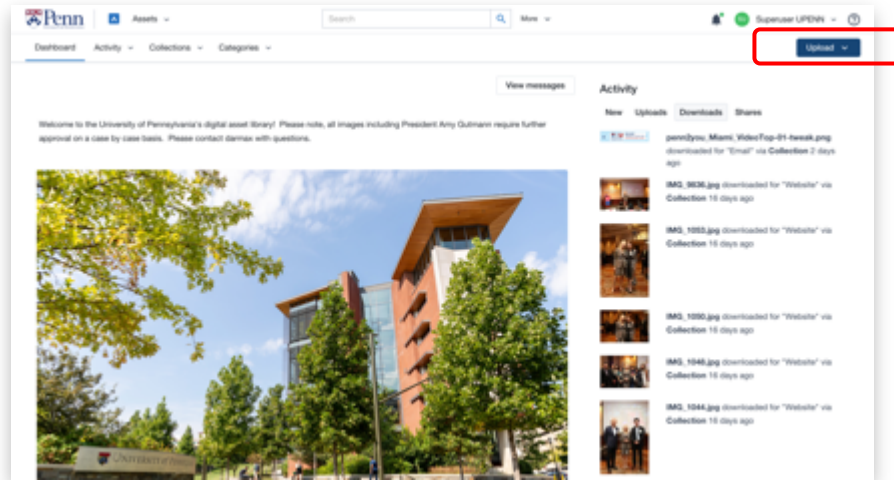 Penn
Assets
Search
More
Superuser UPENN
Dashboard
Activity
Collections
Categories
Upload
View messages
Welcome to the University of Pennsylvania's digital asset library! Please note, all images including President Amy Gutmann require further
approval on a case by case basis. Please contact darmax with questions.
UNIVERSITY OF
Activity
New
Uploads
Downloads
Shares
penn2you_Miami_VideoTop-01-tweak.png
downloaded for "Email" via Collection 2 days
ago
IMG_9836.jpg downloaded for "Website" via
Collection 16 days ago
IMG_1053.jpg downloaded for "Website" via
Collection 16 days ago
IMG_1050.jpg downloaded for "Website" via
Collection 16 days ago
IMG_1046.jpg downloaded for "Website" via
Collection 16 days ago
IMG_1044.jpg downloaded for "Website" via
Collection 16 days ago